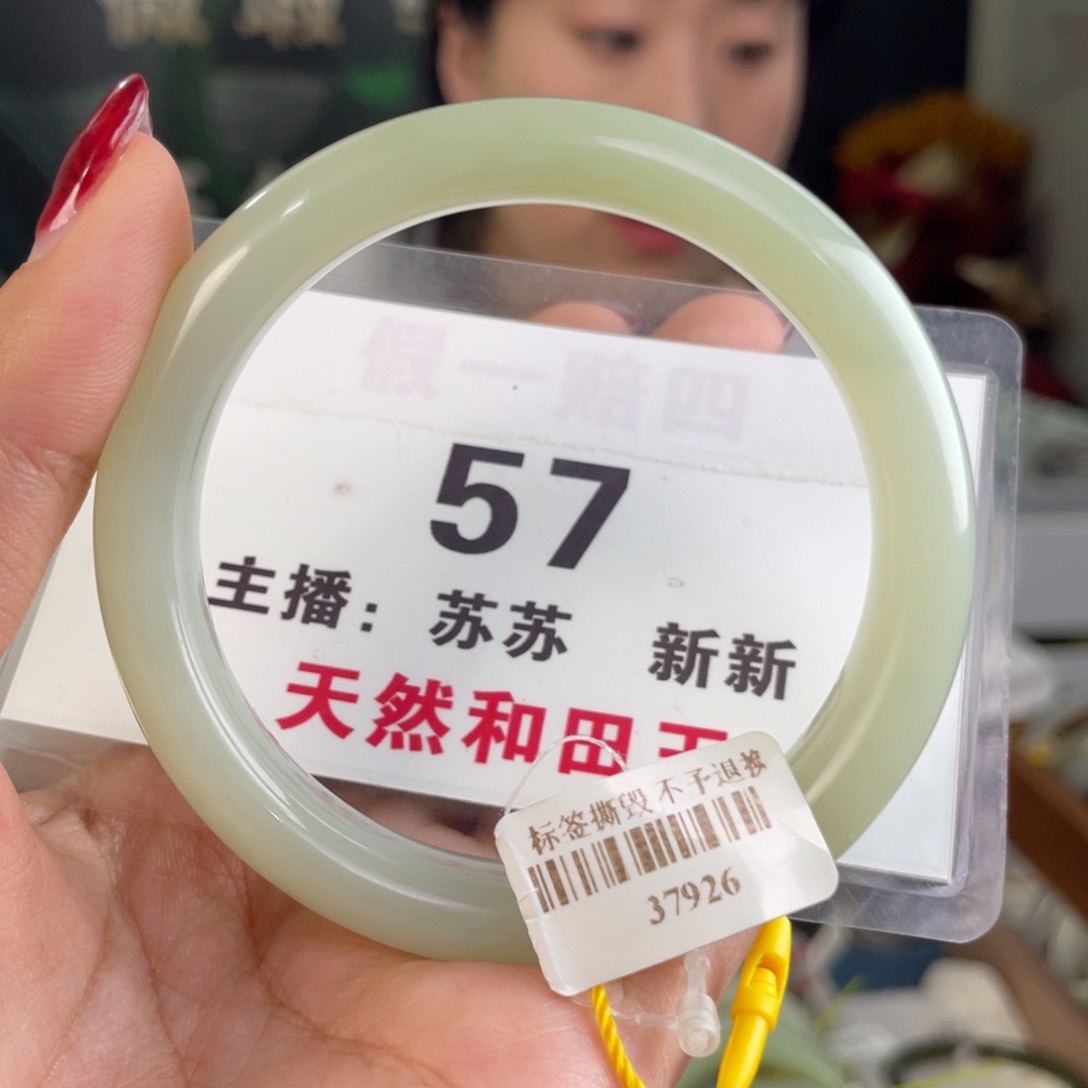 假一赔四
57
主播: 苏苏 新新
天然和田玉
标签撕毁不予退换
37926